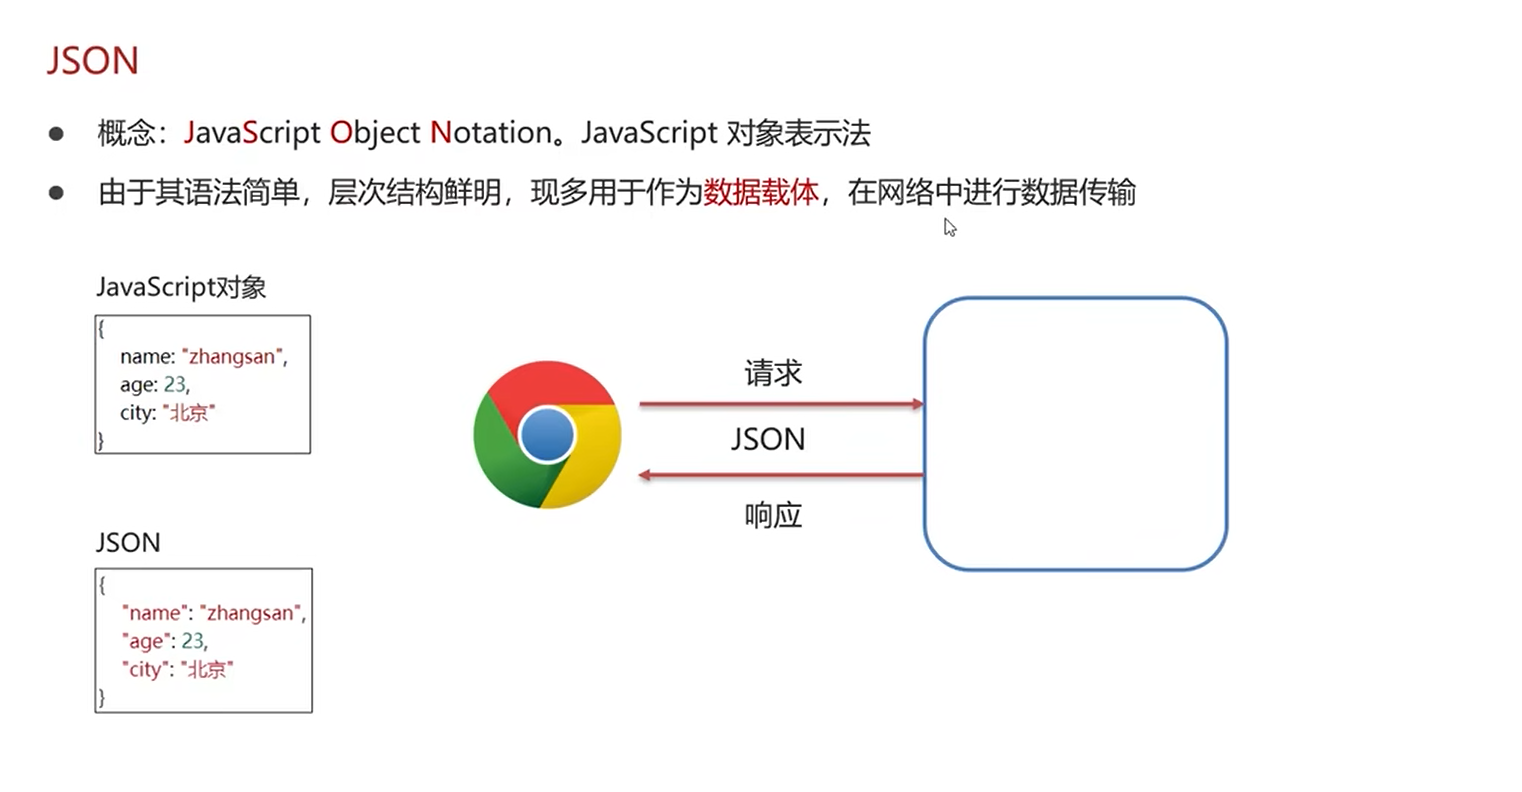 JSON
概念：JavaScript Object Notation。JavaScript 对象表示法
由于其语法简单，层次结构鲜明，现多用于作为数据载体，在网络中进行数据传输
JavaScript对象
{
name: "zhangsan",
age: 23,
city: "北京"
}
请求
JSON
响应
JSON
{
"name": "zhangsan",
"age": 23,
"city": "北京"
}